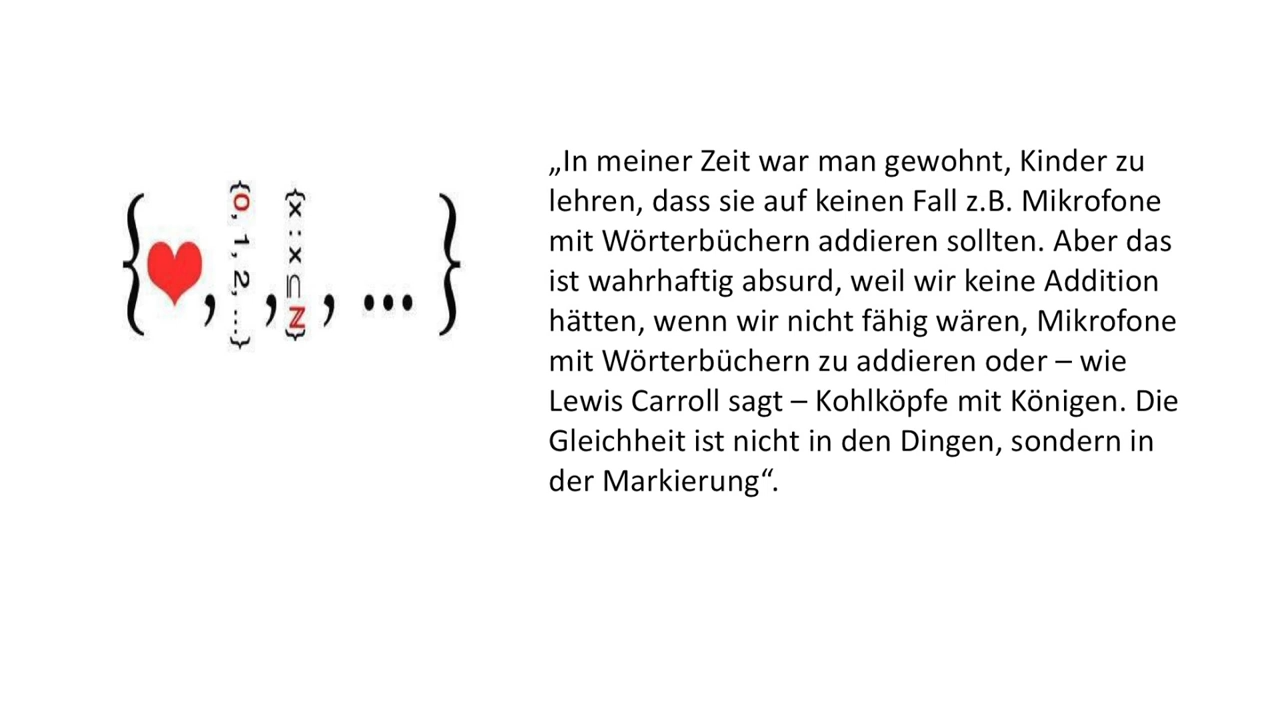 {♥, {0, 1, 2, ...}, {x : x ⊆ ℕ}, ... }
„In meiner Zeit war man gewohnt, Kinder zu
lehren, dass sie auf keinen Fall z.B. Mikrofone
mit Wörterbüchern addieren sollten. Aber das
ist wahrhaftig absurd, weil wir keine Addition
hätten, wenn wir nicht fähig wären, Mikrofone
mit Wörterbüchern zu addieren oder – wie
Lewis Carroll sagt – Kohlköpfe mit Königen. Die
Gleichheit ist nicht in den Dingen, sondern in
der Markierung“.